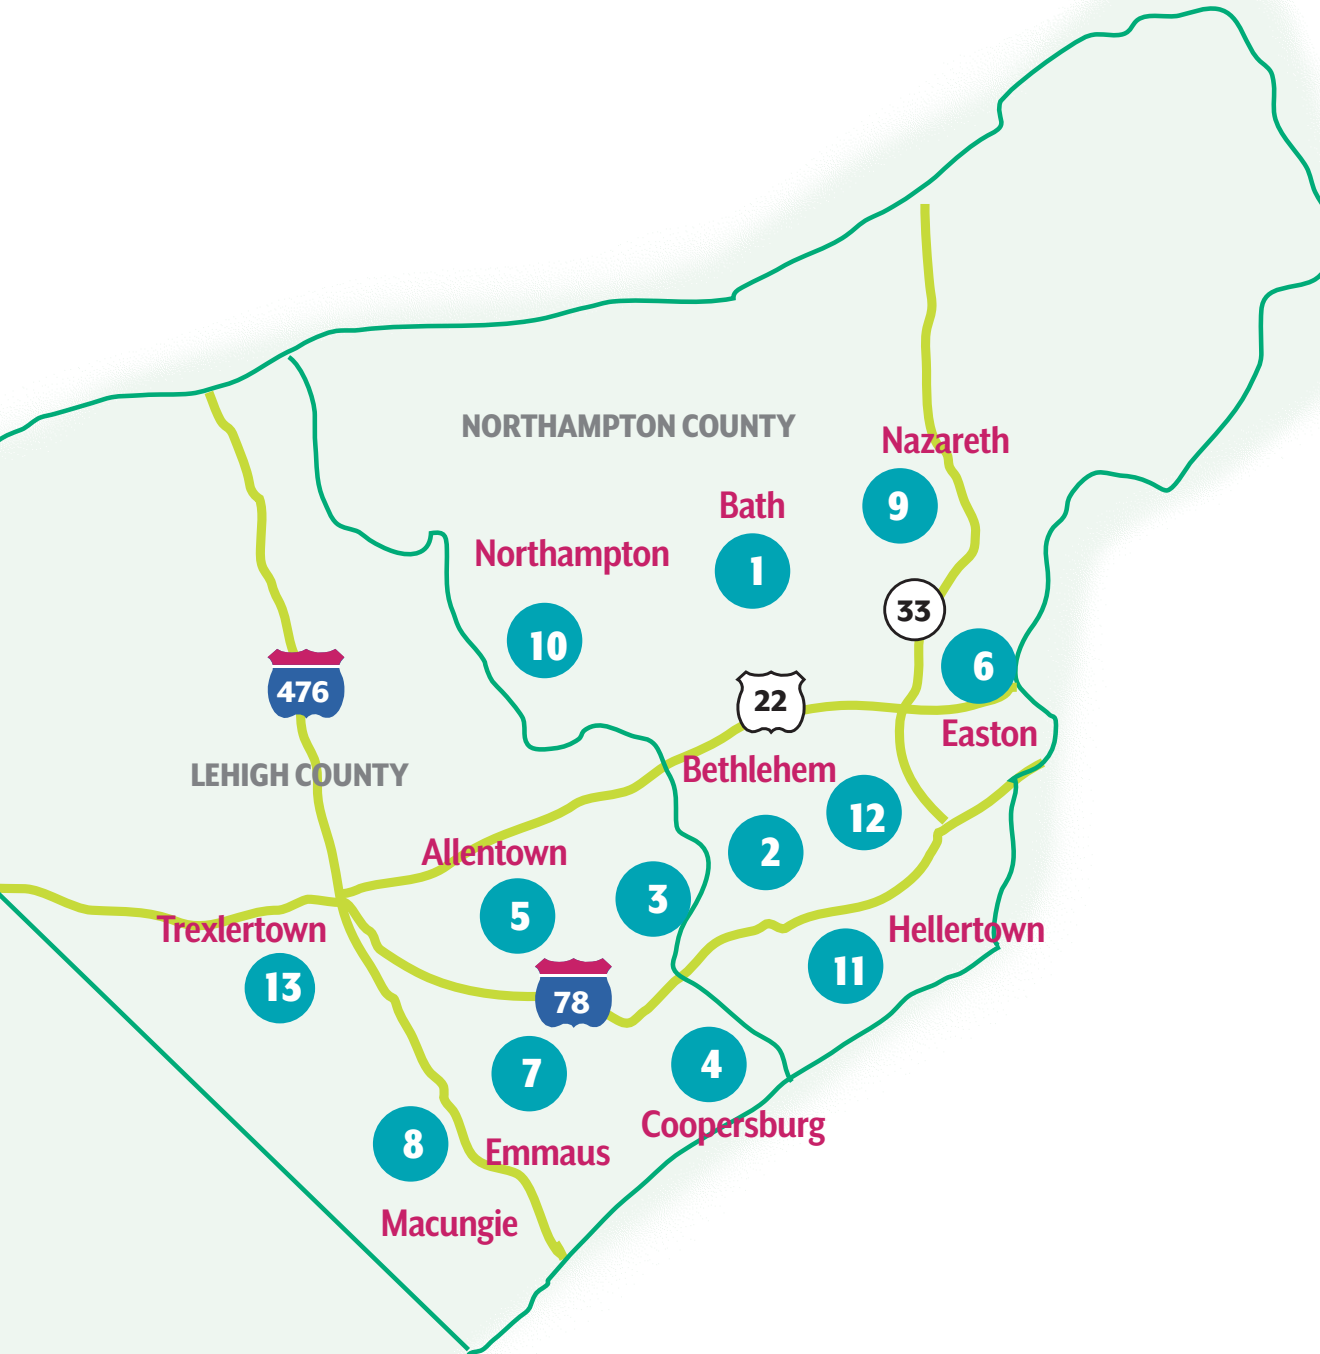 NORTHAMPTON COUNTY
Nazareth
9
Bath
1
Northampton
10
33
6
476
22
Easton
LEHIGH COUNTY
Bethlehem
12
Allentown
2
3
5
Trexlertown
Hellertown
11
13
78
7
4
Coopersburg
8
Emmaus
Macungie